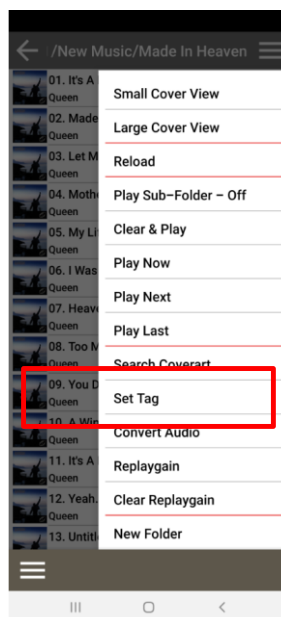 /New Music/Made In Heaven
01. It's A
Queen
Small Cover View
02. Made
Queen
Large Cover View
03. Let M
Queen
Reload
04. Moth
Queen
Play Sub-Folder - Off
05. My Li
Queen
Clear & Play
06. I Was
Queen
Play Now
07. Heav
Queen
Play Next
08. Too M
Queen
Play Last
Search Coverart
09. You D
Queen
Set Tag
10. A Win
Queen
Convert Audio
11. It's A
Queen
Replaygain
12. Yeah.
Queen
Clear Replaygain
13. Untitl
New Folder